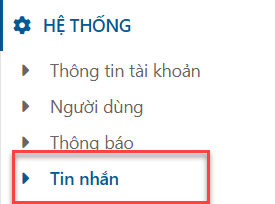 HỆ THỐNG
Thông tin tài khoản
Người dùng
Thông báo
Tin nhắn